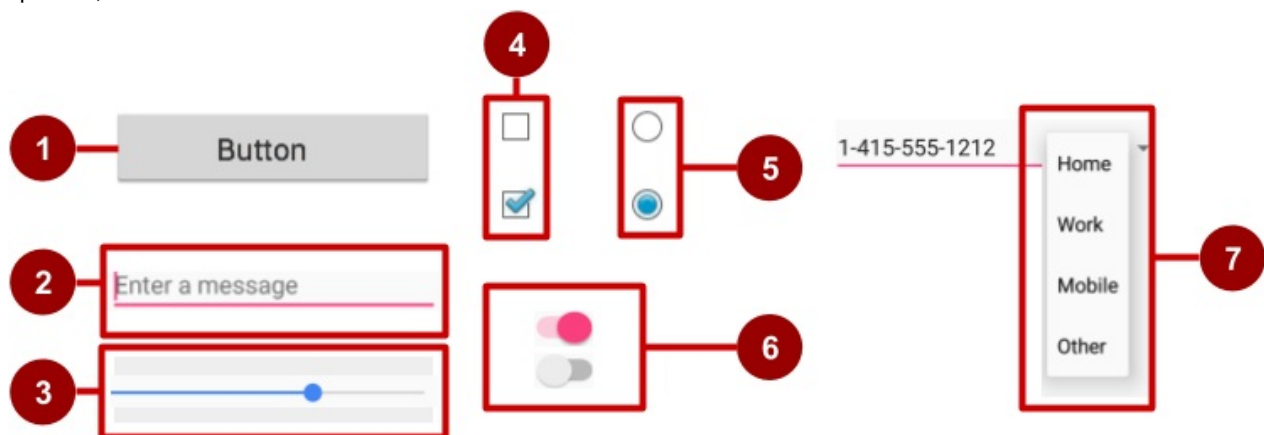 4
1
Button
5
1-415-555-1212
Home
Work
2
Enter a message
Mobile
7
6
Other
3